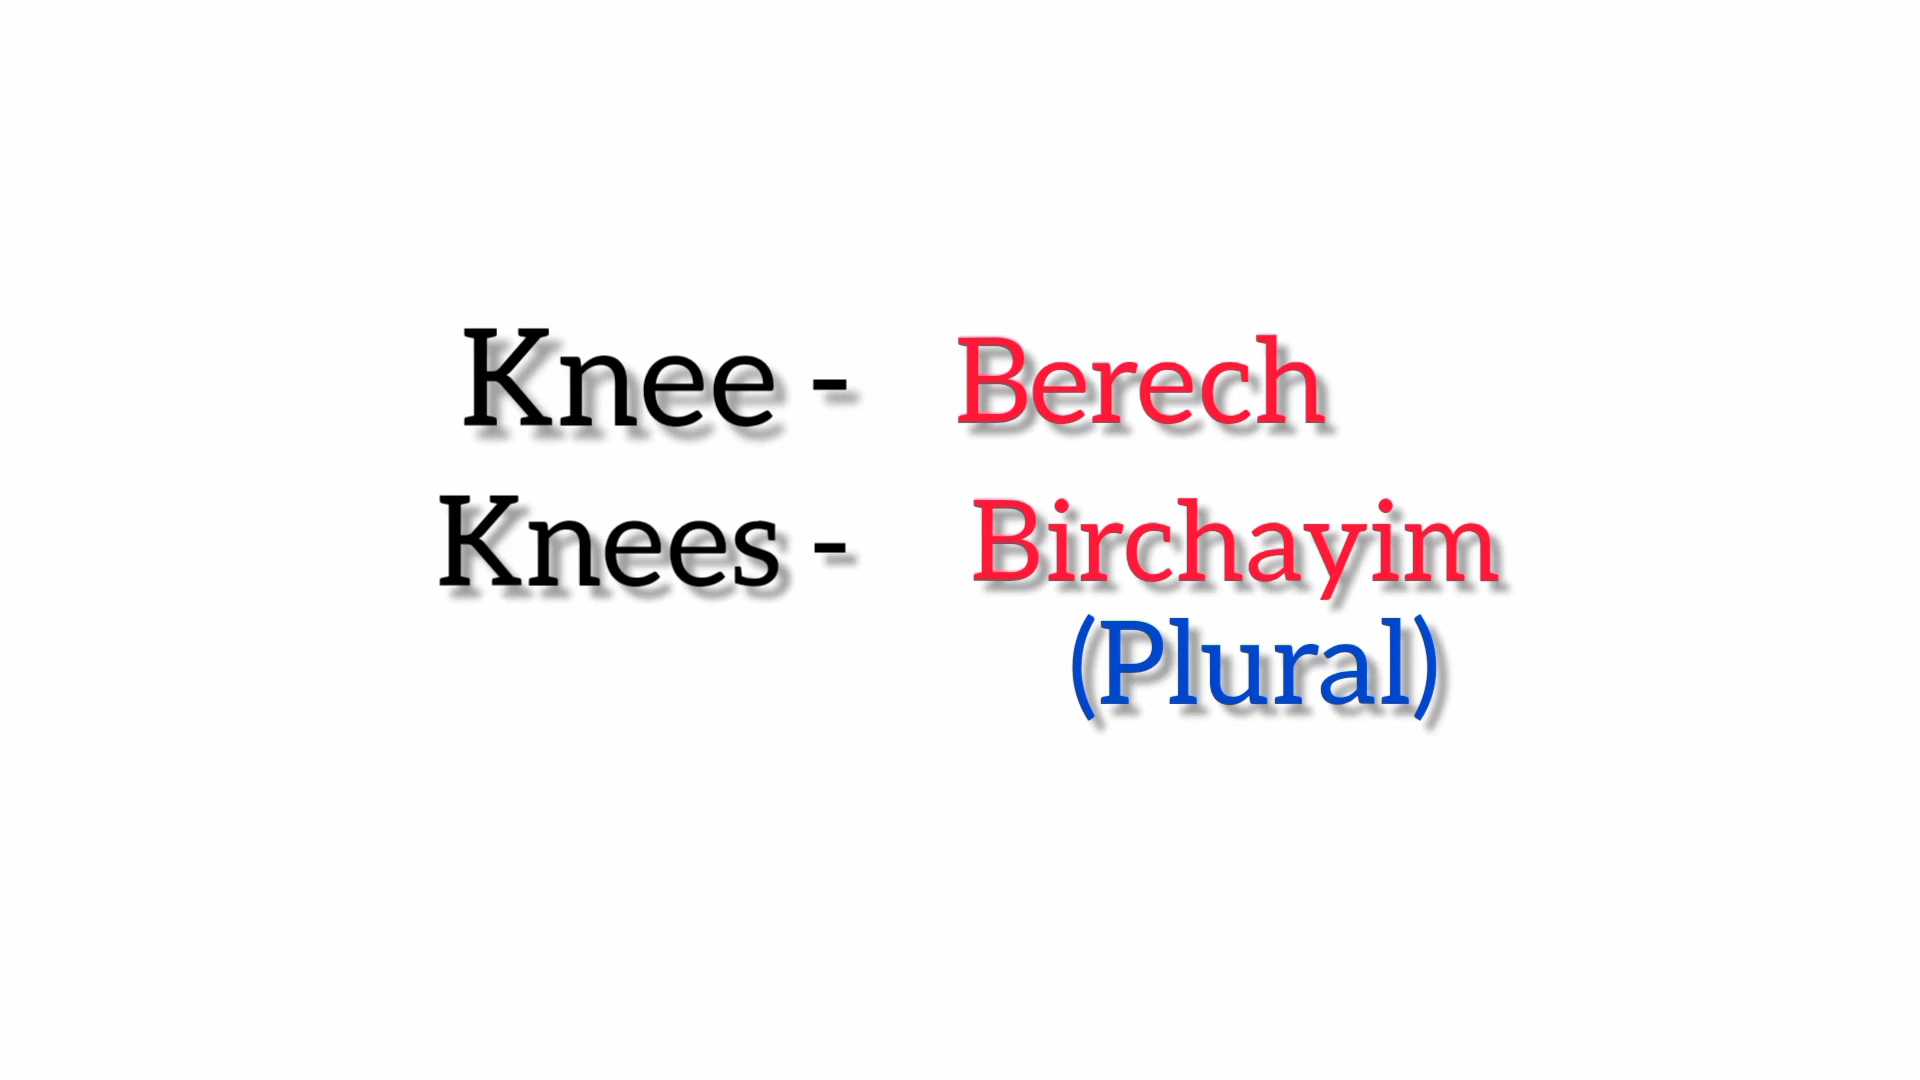 Knee - Berech
Knees - Birchayim
(Plural)